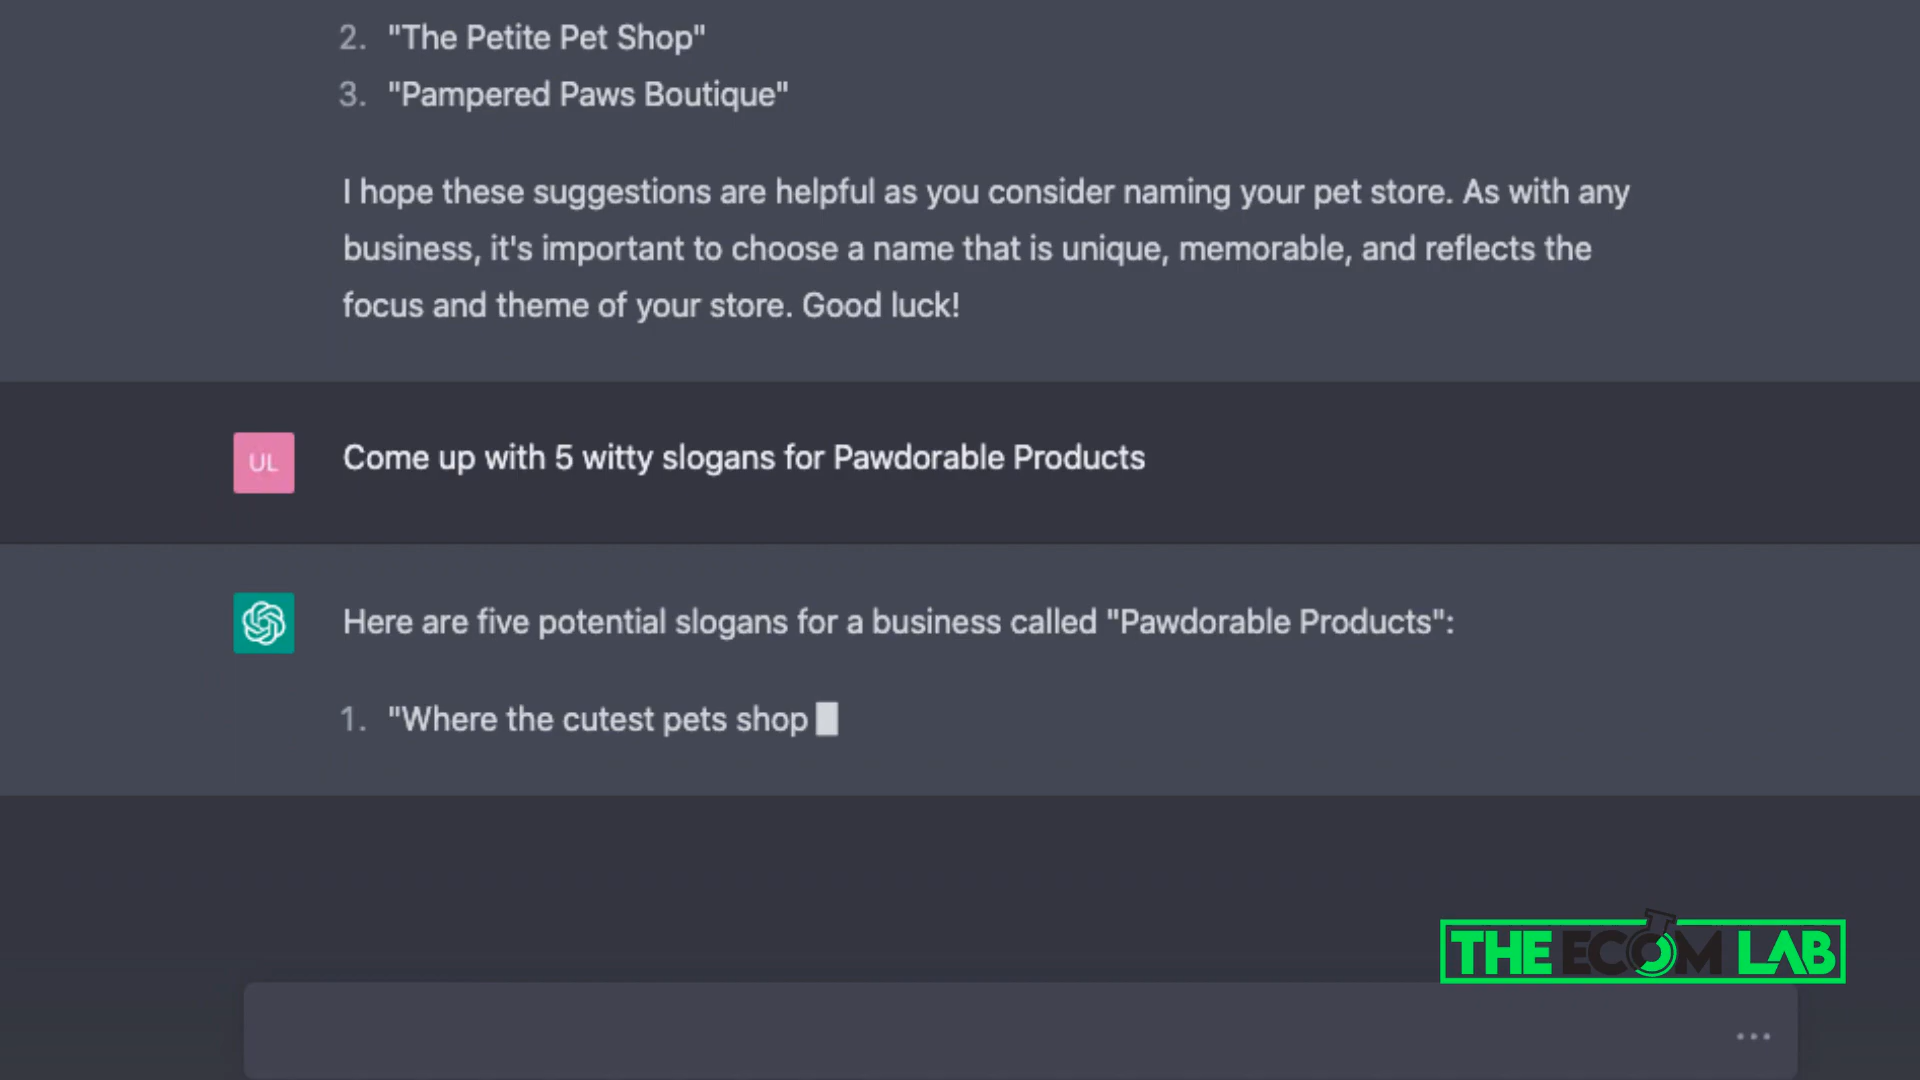 2. "The Petite Pet Shop"
3. "Pampered Paws Boutique"
I hope these suggestions are helpful as you consider naming your pet store. As with any
business, it's important to choose a name that is unique, memorable, and reflects the
focus and theme of your store. Good luck!
UL
Come up with 5 witty slogans for Pawdorable Products
Here are five potential slogans for a business called "Pawdorable Products":
1. "Where the cutest pets shop
THE ECOM LAB